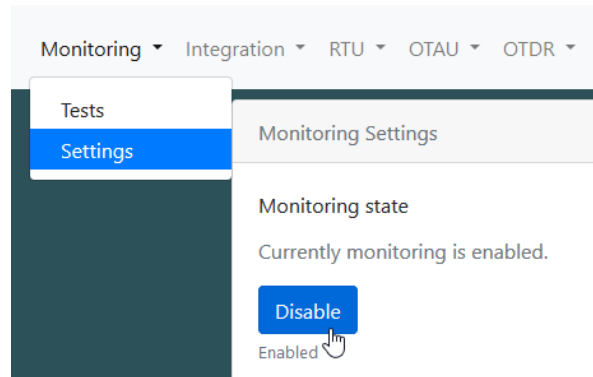 Monitoring Integration RTU OTAU OTDR
Tests
Settings
Monitoring Settings
Monitoring state
Currently monitoring is enabled.
Disable
Enabled